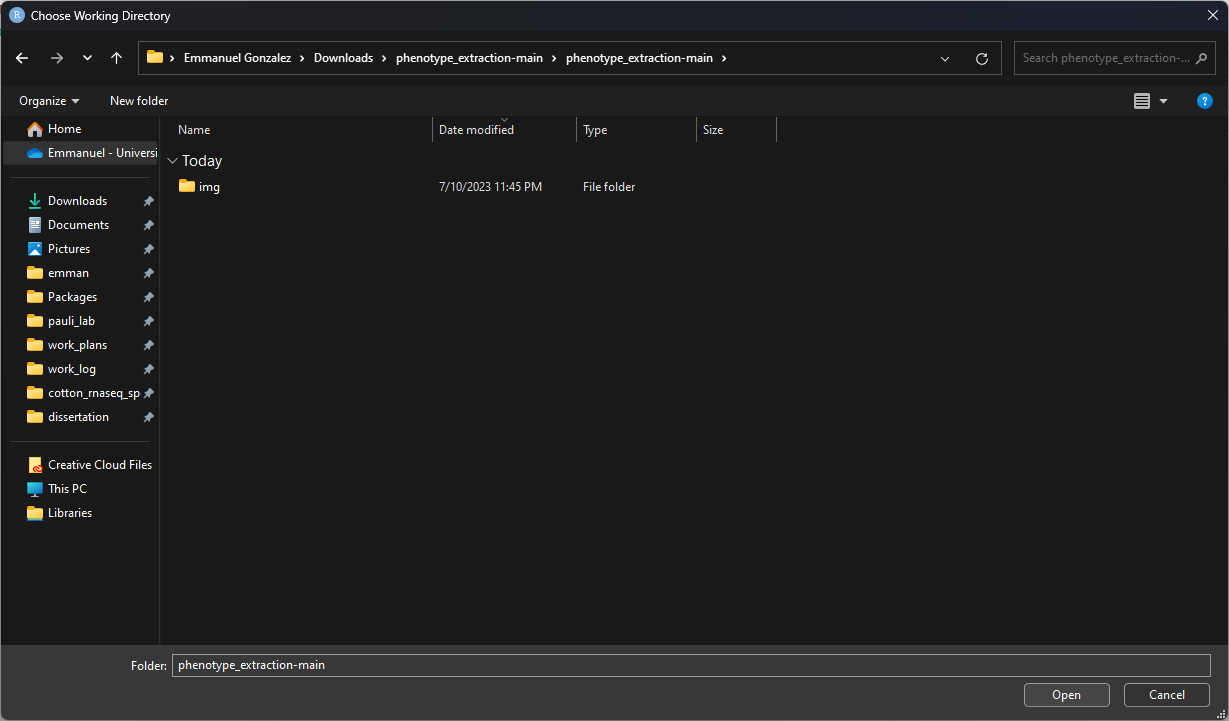 R Choose Working Directory
Emmanuel Gonzalez > Downloads > phenotype_extraction-main > phenotype_extraction-main >
Search phenotype_extraction-...
Organize
New folder
?
Name
Date modified
Type
Size
Home
Emmanuel - Universi
Downloads
Documents
Pictures
emman
Packages
pauli_lab
work_plans
work_log
cotton_rnaseq_sp
dissertation
Creative Cloud Files
This PC
Libraries
Today
img
7/10/2023 11:45 PM
File folder
Folder:
phenotype_extraction-main
Open
Cancel